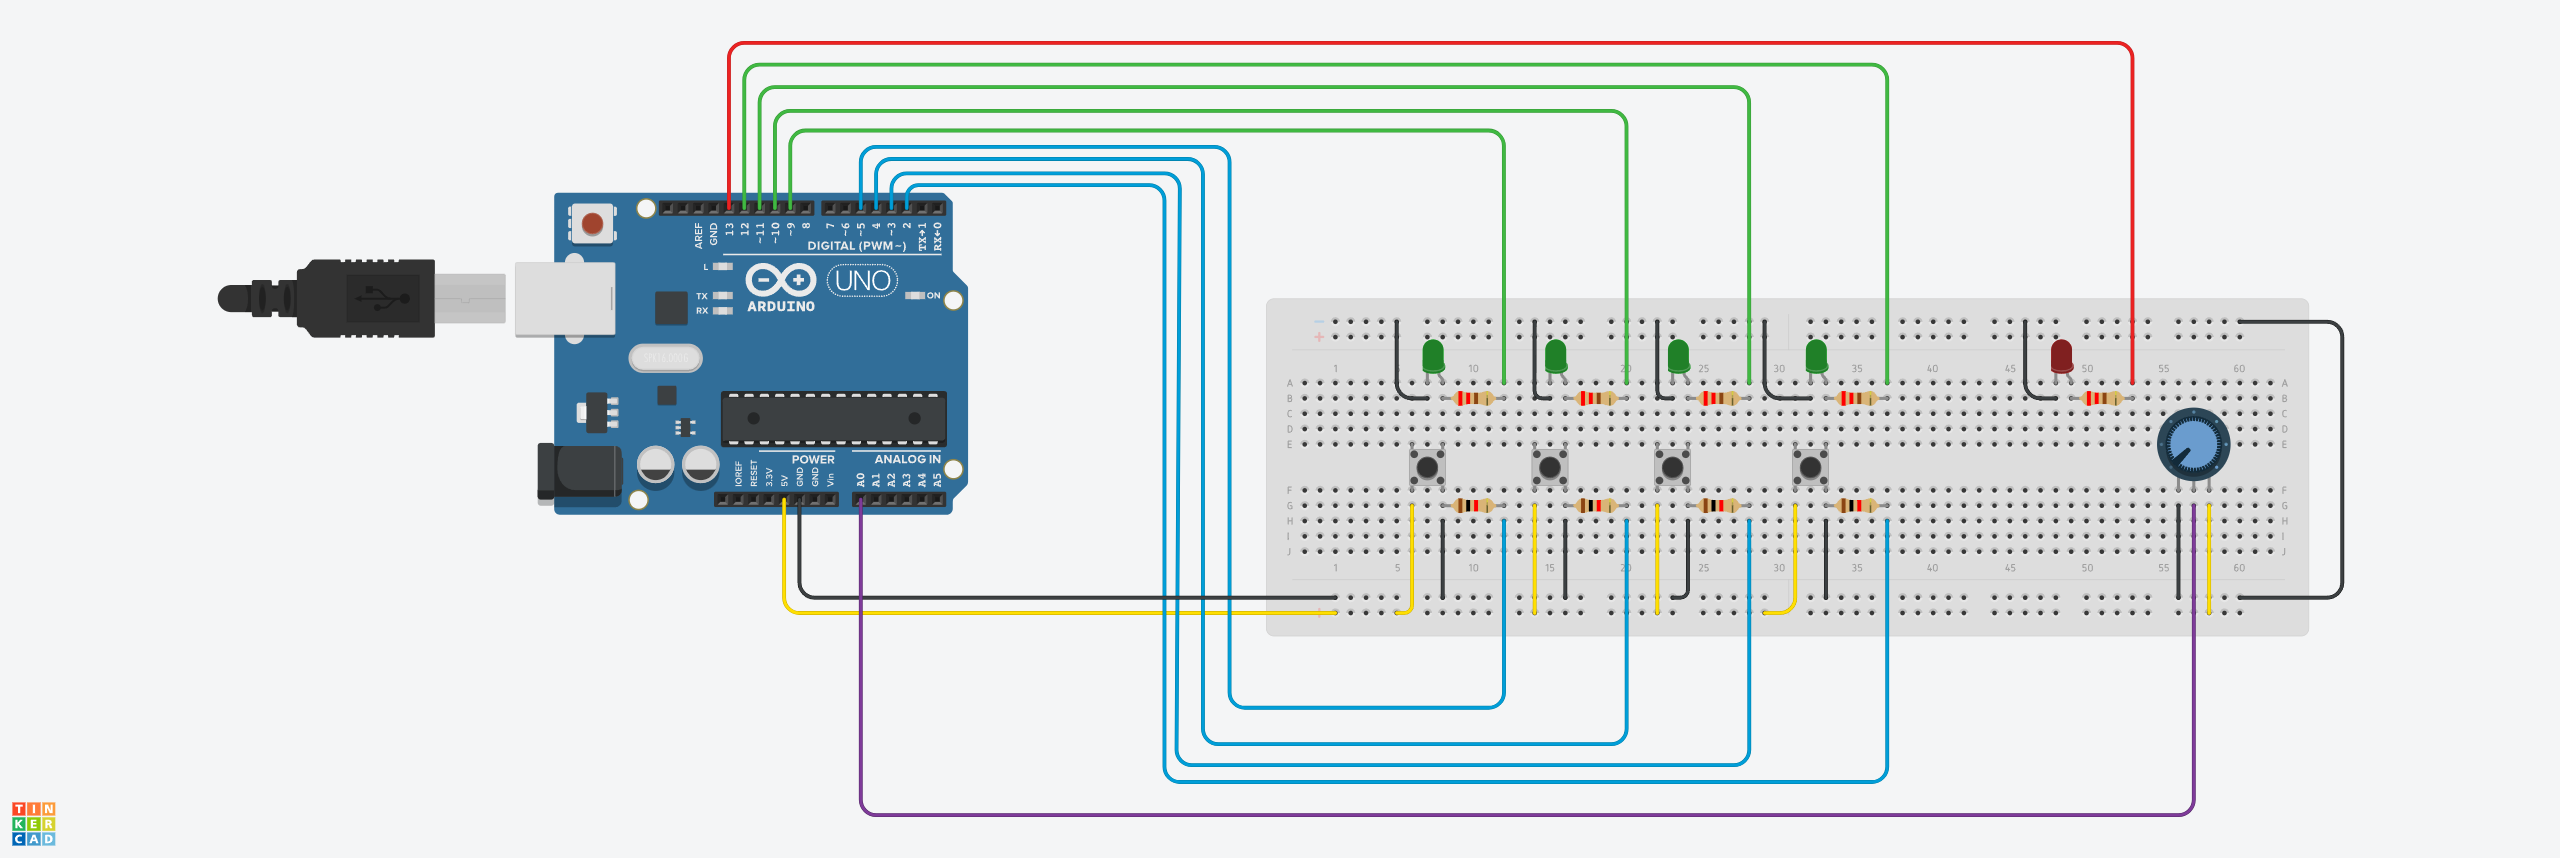 AREF
GND
13
12
~11
~10
~9
8
7
~6
~5
4
~3
2
TX→1
RX←0
DIGITAL (PWM~)
L
TX
RX
ON
UNO
ARDUINO
POWER
ANALOG IN
IOREF
RESET
3.3V
5V
GND
GND
Vin
A0
A1
A2
A3
A4
A5
− +
1 10 20 25 30 35 40 45 50 55 60
A A
B B
C C
D D
E E
F F
G G
H H
I I
J J
1 5 10 15 20 25 30 35 40 45 50 55 60
TIN
KER
CAD